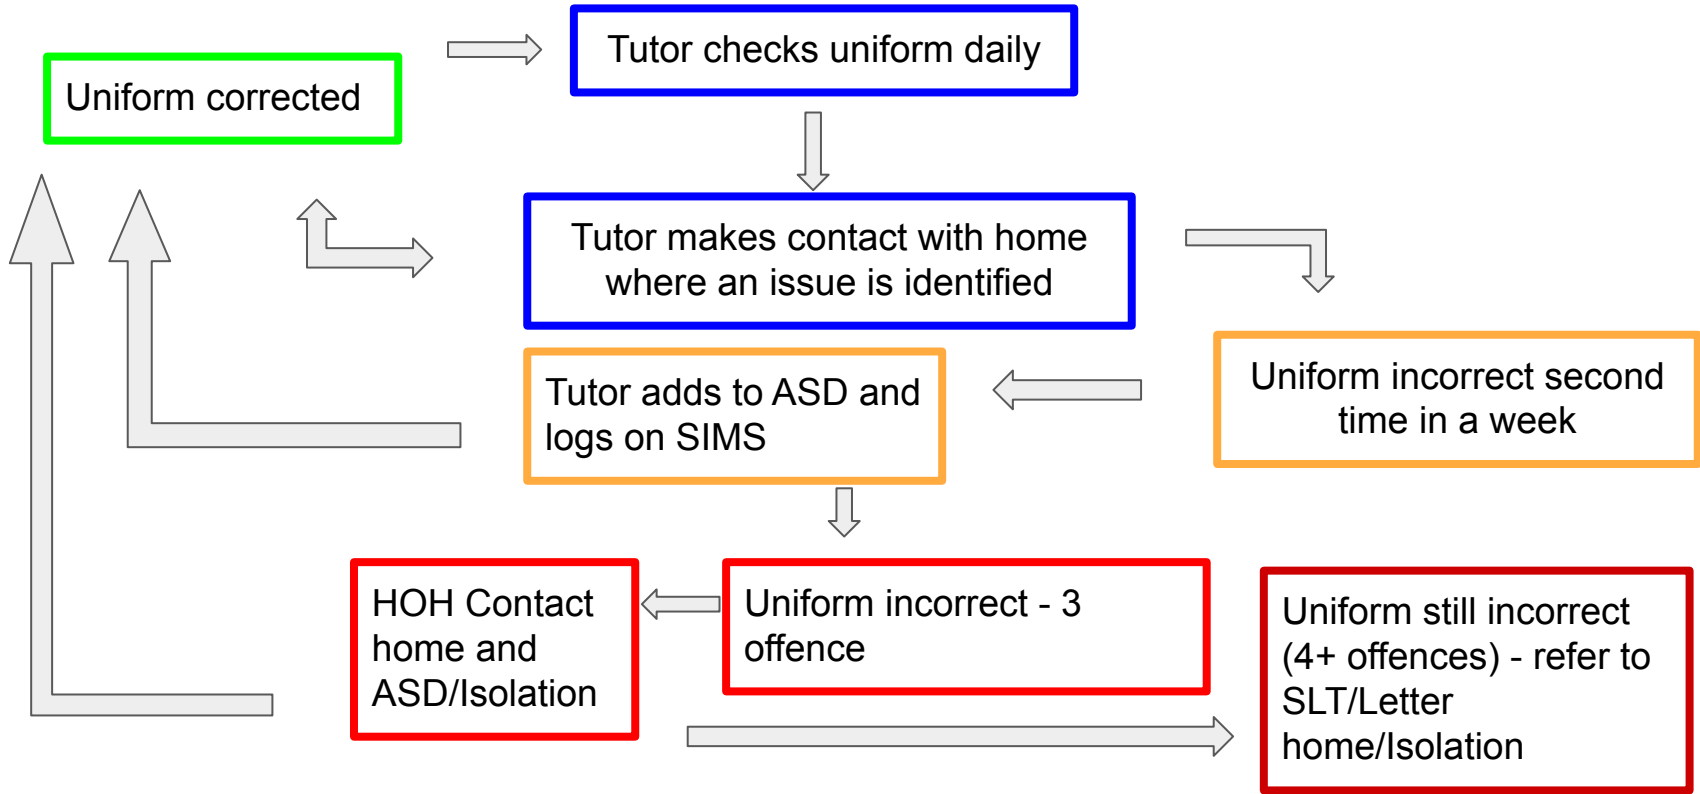 Tutor checks uniform daily
Uniform corrected
Tutor makes contact with home
where an issue is identified
Uniform incorrect second
time in a week
Tutor adds to ASD and
logs on SIMS
HOH Contact
home and
ASD/Isolation
Uniform incorrect - 3
offence
Uniform still incorrect
(4+ offences) - refer to
SLT/Letter
home/Isolation